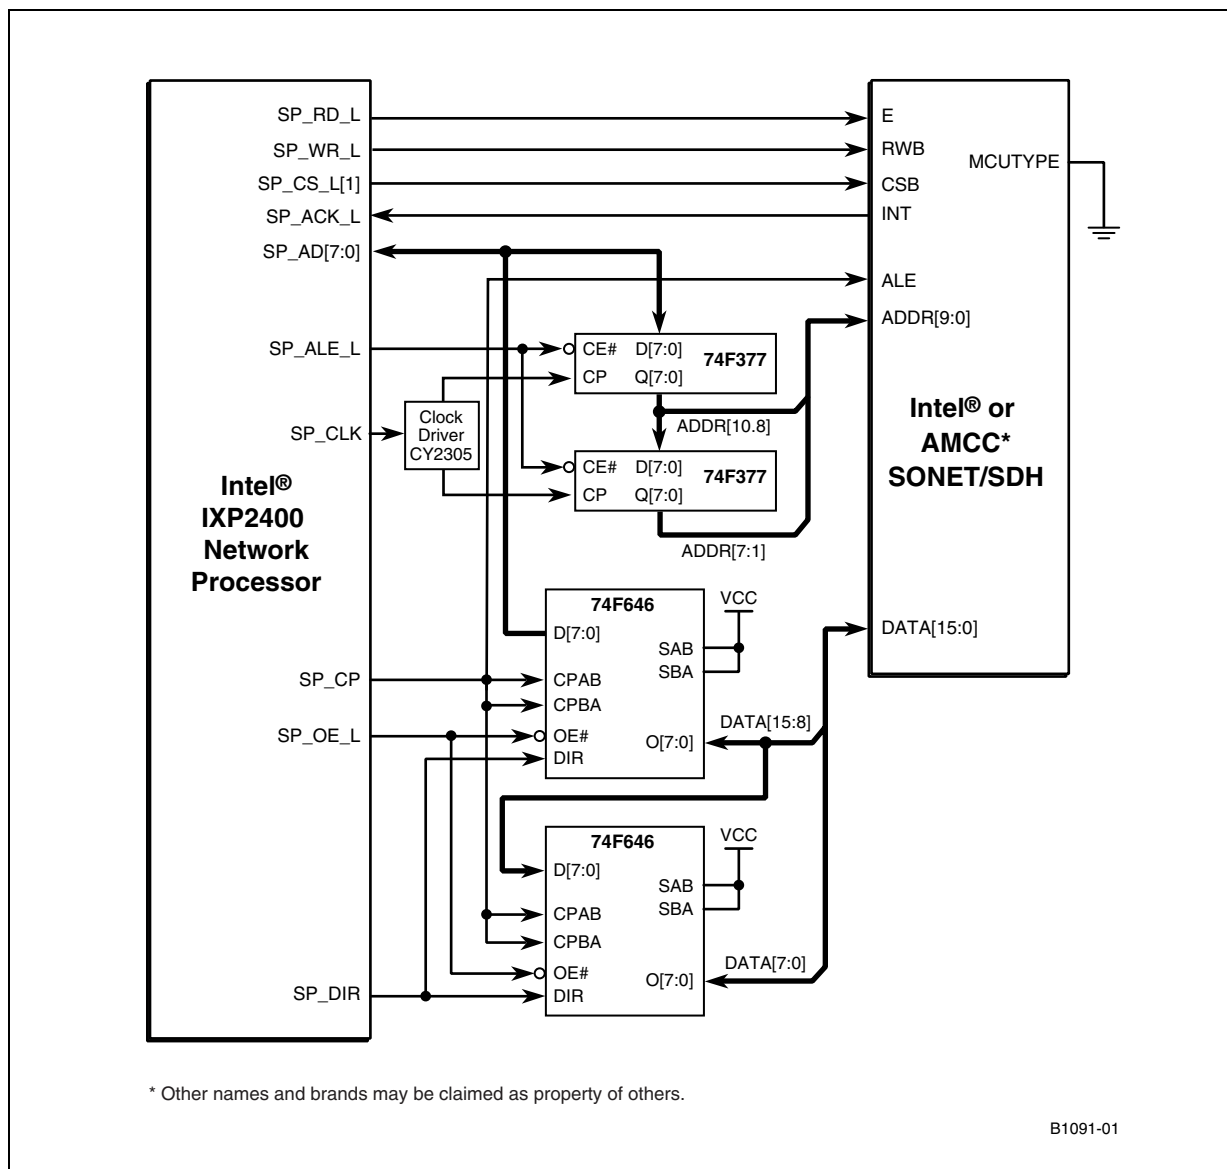 SP_RD_L
SP_WR_L
SP_CS_L[1]
SP_ACK_L
SP_AD[7:0]
SP_ALE_L
SP_CLK
Intel®
IXP2400
Network
Processor
SP_CP
SP_OE_L
SP_DIR
Clock
Driver
CY2305
CE# D[7:0] 74F377
CP Q[7:0]
ADDR[10.8]
CE# D[7:0] 74F377
CP Q[7:0]
ADDR[7:1]
74F646
D[7:0]
SAB
SBA
CPAB
CPBA
OE#
DIR
O[7:0]
VCC
DATA[15:8]
74F646
D[7:0]
SAB
SBA
CPAB
CPBA
OE#
DIR
O[7:0]
VCC
DATA[7:0]
E
RWB
CSB
INT
MCUTYPE
ALE
ADDR[9:0]
Intel® or
AMCC*
SONET/SDH
DATA[15:0]
* Other names and brands may be claimed as property of others.
B1091-01